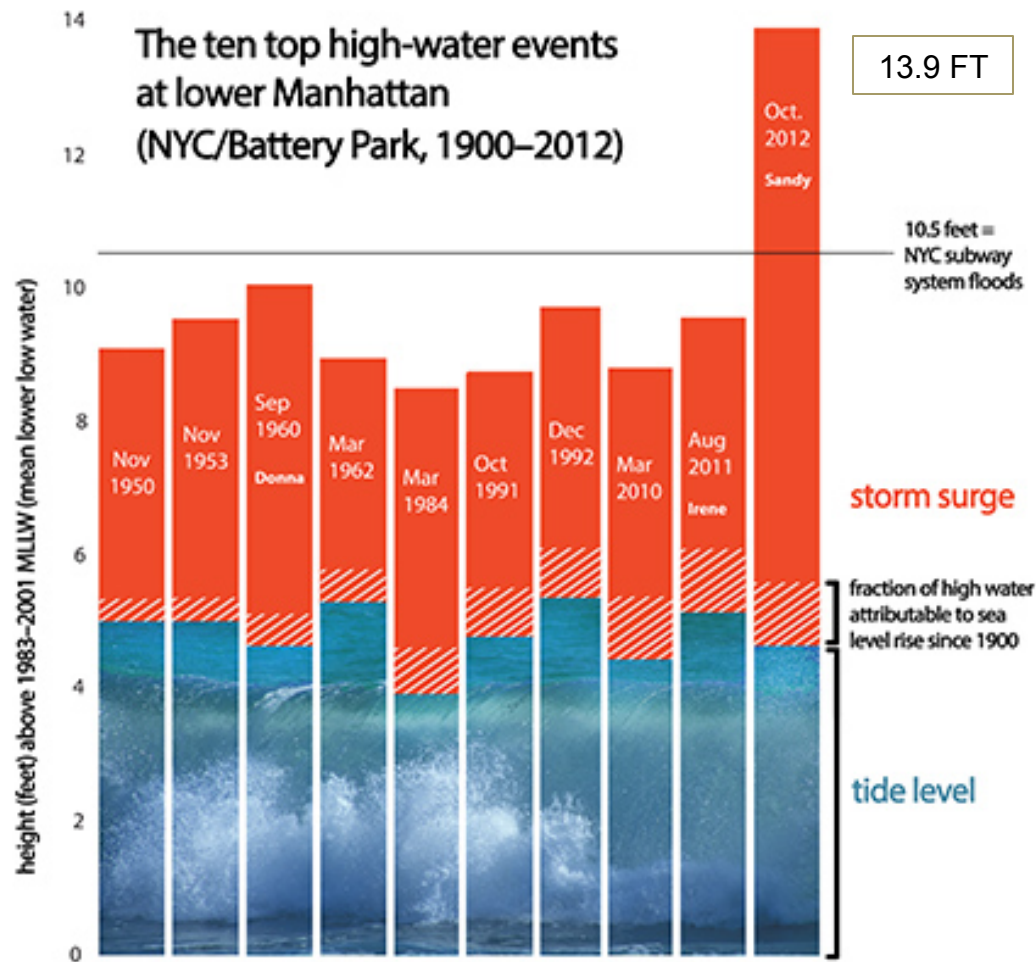 14
The ten top high-water events
at lower Manhattan
(NYC/Battery Park, 1900–2012)
13.9 FT
12
10
8
6
4
2
0
height (feet) above 1983–2001 MLLW (mean lower low water)
10.5 feet =
NYC subway
system floods
Nov
1950
Nov
1953
Sep
1960
Donna
Mar
1962
Mar
1984
Oct
1991
Dec
1992
Mar
2010
Aug
2011
Irene
Oct.
2012
Sandy
storm surge
fraction of high water
attributable to sea
level rise since 1900
tide level